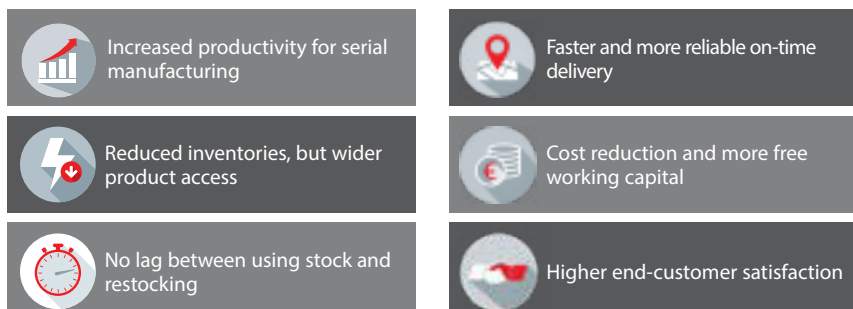 Increased productivity for serial
manufacturing
Faster and more reliable on-time
delivery
Reduced inventories, but wider
product access
Cost reduction and more free
working capital
€
No lag between using stock and
restocking
Higher end-customer satisfaction